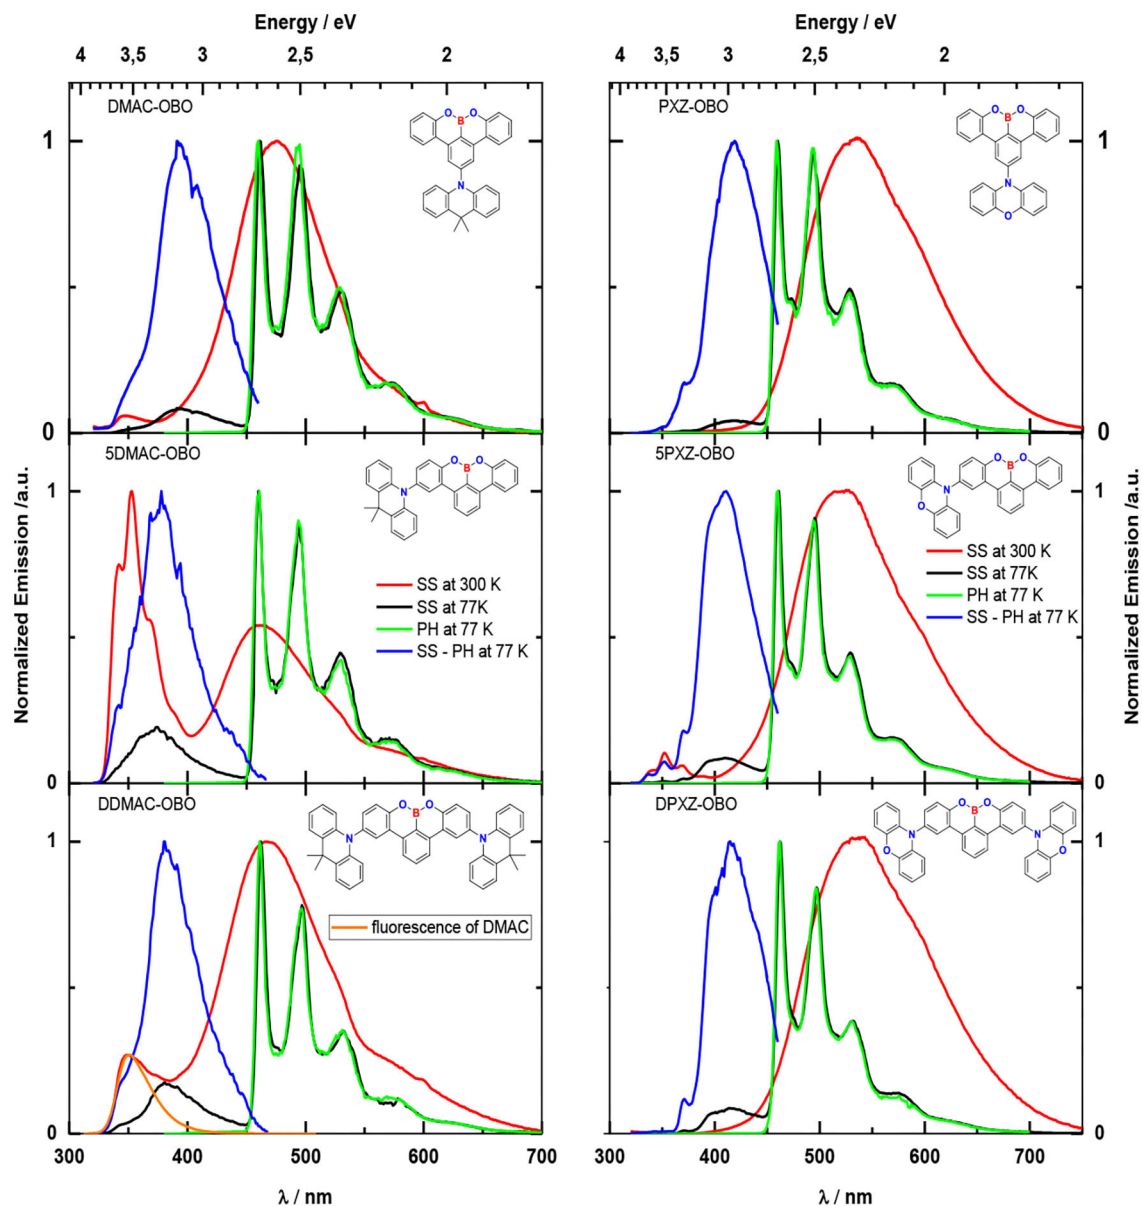 Energy / eV
Energy / eV
4 3,5 3 2,5 2
4 3,5 3 2,5 2
DMAC-OBO
O O
B
N
1
0
PXZ-OBO
O O
B
N
O
1
0
5DMAC-OBO
O O
B
N
1
0
SS at 300 K
SS at 77K
PH at 77 K
SS - PH at 77 K
5PXZ-OBO
O O
B
N
O
1
0
SS at 300 K
SS at 77K
PH at 77 K
SS - PH at 77 K
DDMAC-OBO
O O
B
N N
1
0
fluorescence of DMAC
DPXZ-OBO
O O
B
N N
O O
1
0
Normalized Emission /a.u.
Normalized Emission /a.u.
300 400 500 600 700
300 400 500 600 700
λ / nm
λ / nm